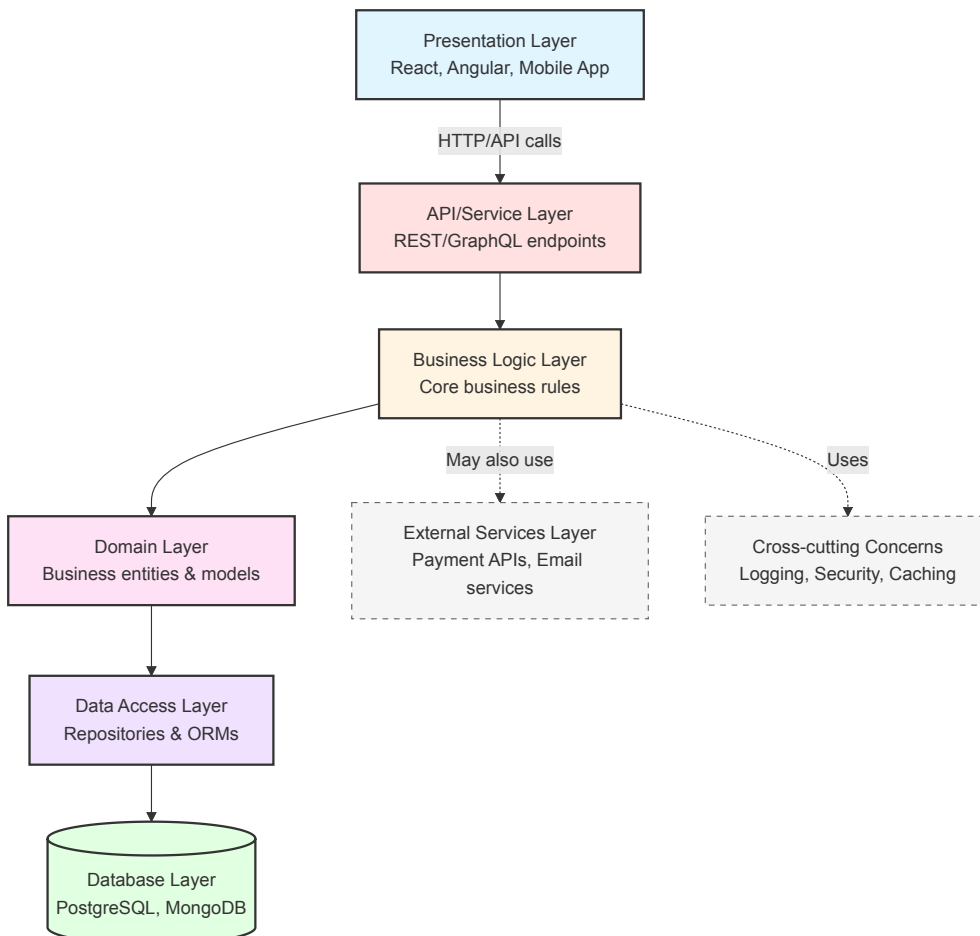 Presentation Layer
React, Angular, Mobile App
HTTP/API calls
API/Service Layer
REST/GraphQL endpoints
Business Logic Layer
Core business rules
May also use
Uses
Domain Layer
Business entities & models
External Services Layer
Payment APIs, Email
services
Cross-cutting Concerns
Logging, Security, Caching
Data Access Layer
Repositories & ORMs
Database Layer
PostgreSQL, MongoDB